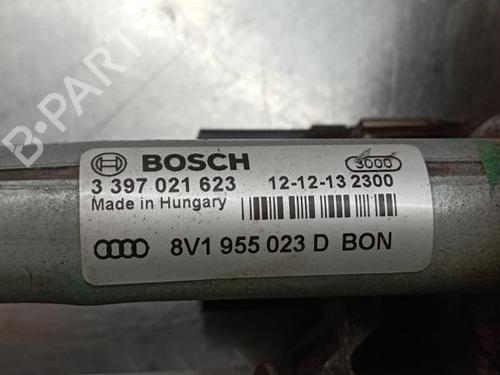 B-PART
BOSCH 3000
3 397 021 623 12-12-13 2300
Made in Hungary
8V1 955 023 D BON